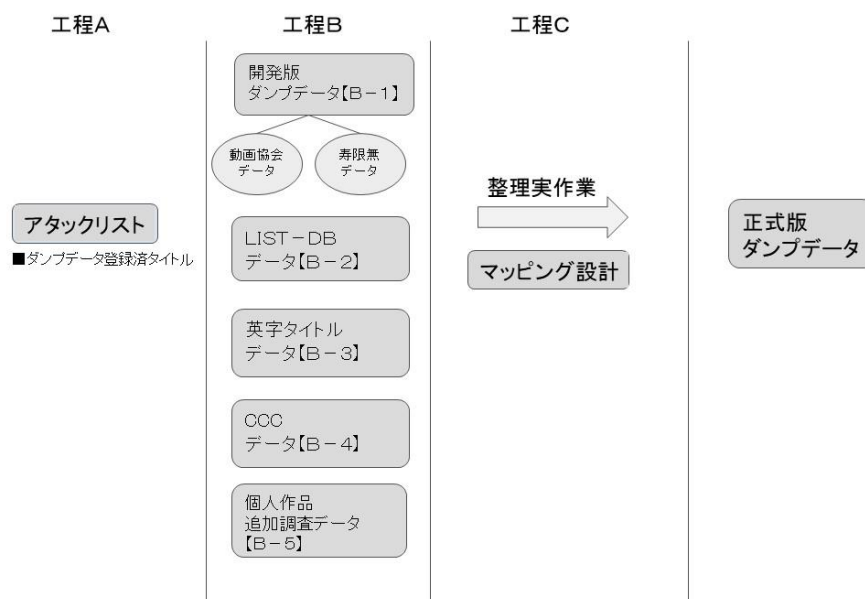 工程A
工程B
工程C
開発版
ダンプデータ【B－1】
動画協会
データ
寿限無
データ
アタックリスト
■ダンプデータ登録済タイトル
LIST－DB
データ【B－2】
英字タイトル
データ【B－3】
CCC
データ【B－4】
個人作品
追加調査データ
【B－5】
整理実作業
マッピング設計
正式版
ダンプデータ